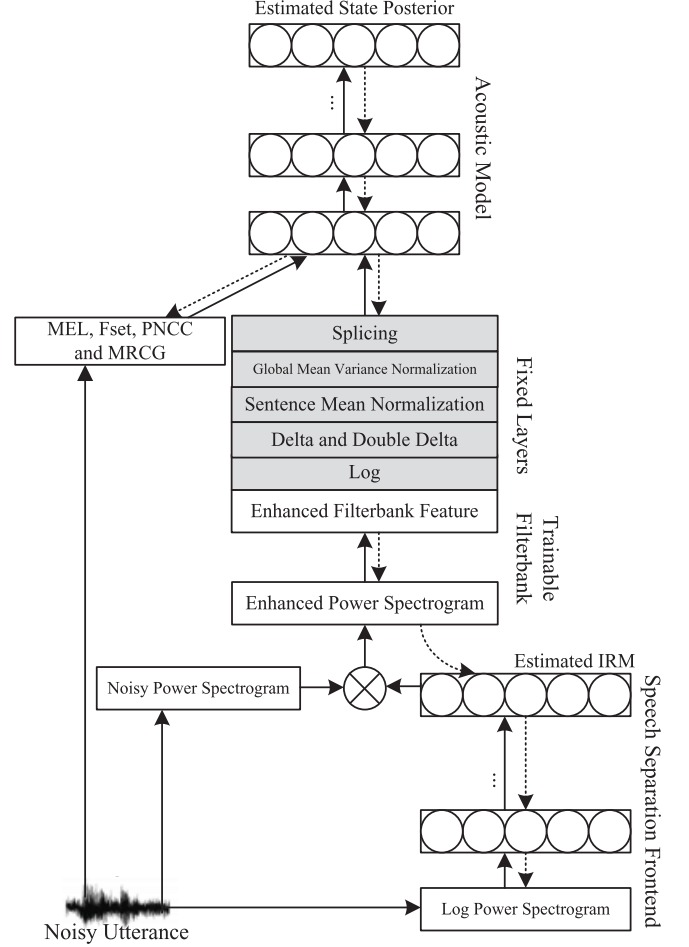 Estimated State Posterior
...
Acoustic Model
MEL, Fset, PNCC
and MRCG
Splicing
Global Mean Variance Normalization
Sentence Mean Normalization
Delta and Double Delta
Log
Fixed Layers
Enhanced Filterbank Feature
Trainable
Filterbank
Enhanced Power Spectrogram
Estimated IRM
Noisy Power Spectrogram
Speech Separation Frontend
...
Log Power Spectrogram
Noisy Utterance